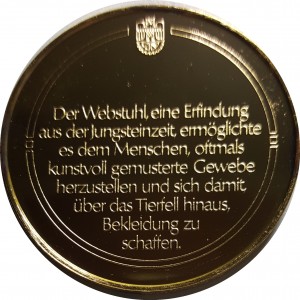 Der Webstuhl, eine Erfindung
aus der Jungsteinzeit, ermöglichte
es dem Menschen, oftmals
kunstvoll gemusterte Gewebe
herzustellen und sich damit
über das Tierfell hinaus,
Bekleidung zu
schaffen.